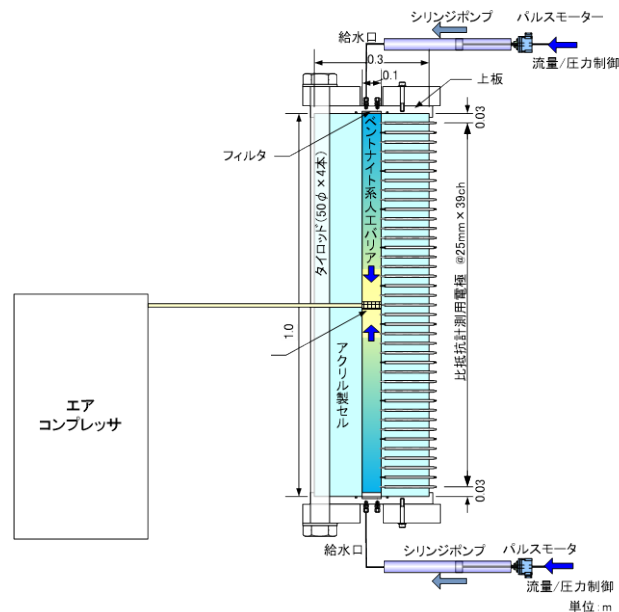 給水口
シリンジポンプ
パルスモーター
流量/圧力制御
0.3
0.1
上板
0.03
フィルタ
ベントナイト系人工バリア
タイロッド(50φ×4本)
比抵抗計測用電極 @25mm×39ch
1.0
アクリル製セル
エア
コンプレッサ
0.03
給水口
シリンジポンプ
パルスモータ
流量/圧力制御
単位:m